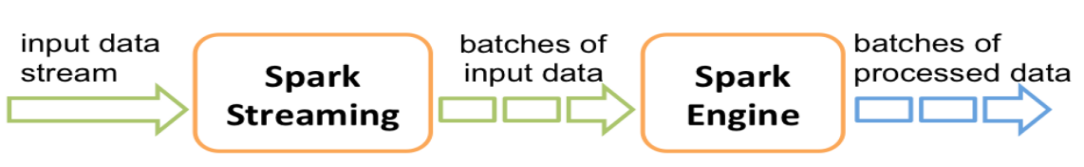 input data
stream
Spark
Streaming
batches of
input data
Spark
Engine
batches of
processed data